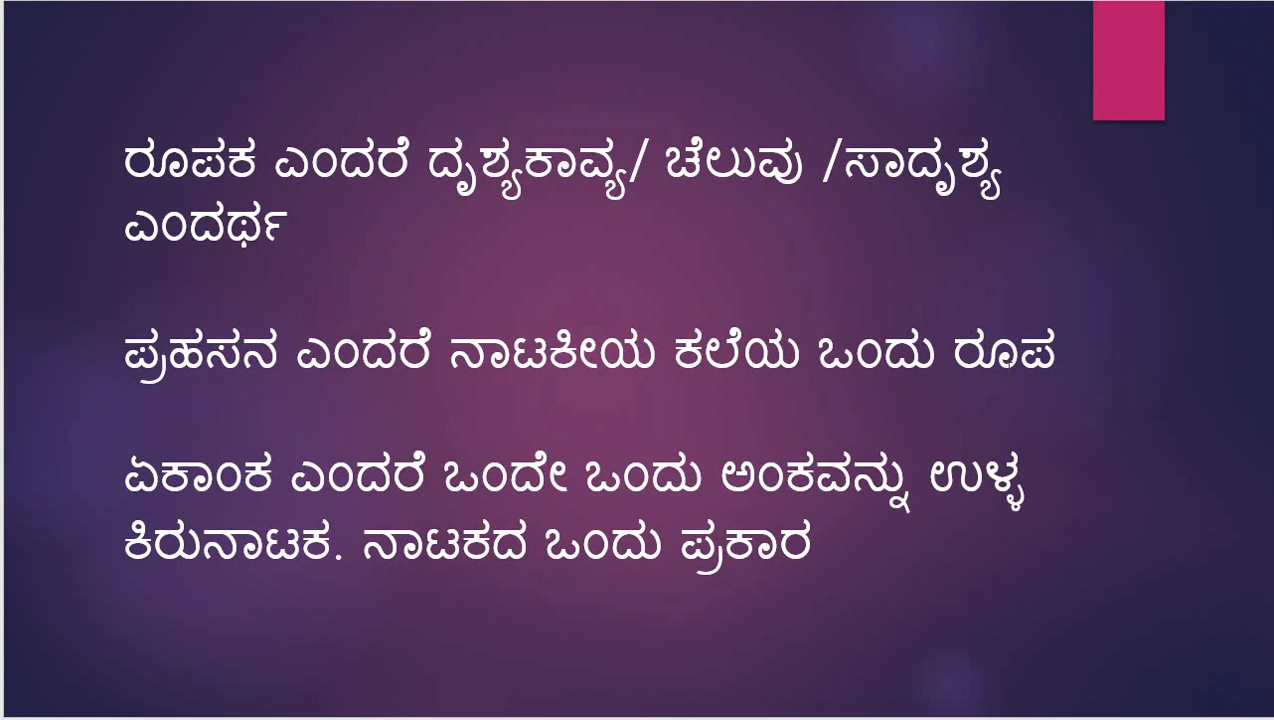 ರೂಪಕ ಎಂದರೆ ದೃಶ್ಯಕಾವ್ಯ/ ಚೆಲುವು /ಸಾದೃಶ್ಯ
ಎಂದರ್ಥ
ಪ್ರಹಸನ ಎಂದರೆ ನಾಟಕೀಯ ಕಲೆಯ ಒಂದು ರೂಪ
ಏಕಾಂಕ ಎಂದರೆ ಒಂದೇ ಒಂದು ಅಂಕವನ್ನು ಉಳ್ಳ
ಕಿರುನಾಟಕ. ನಾಟಕದ ಒಂದು ಪ್ರಕಾರ